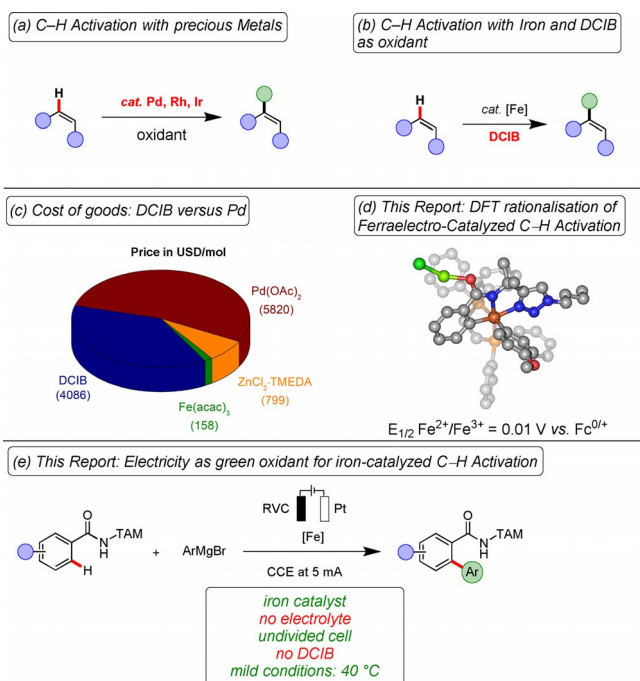 (a) C–H Activation with precious Metals
H
cat. Pd, Rh, Ir
oxidant
(b) C–H Activation with Iron and DCIB
as oxidant
H
cat. [Fe]
DCIB
(c) Cost of goods: DCIB versus Pd
Price in USD/mol
Pd(OAc)₂
(5820)
DCIB
(4086)
Fe(acac)₃
(158)
ZnCl₂·TMEDA
(799)
(d) This Report: DFT rationalisation of
Ferraelectro-Catalyzed C–H Activation
E₁/₂ Fe²⁺/Fe³⁺ = 0.01 V vs. Fc⁰/⁺
(e) This Report: Electricity as green oxidant for iron-catalyzed C–H Activation
O
N
H
TAM
H
+
ArMgBr
RVC
Pt
[Fe]
CCE at 5 mA
iron catalyst
no electrolyte
undivided cell
no DCIB
mild conditions: 40 °C
O
N
H
TAM
Ar